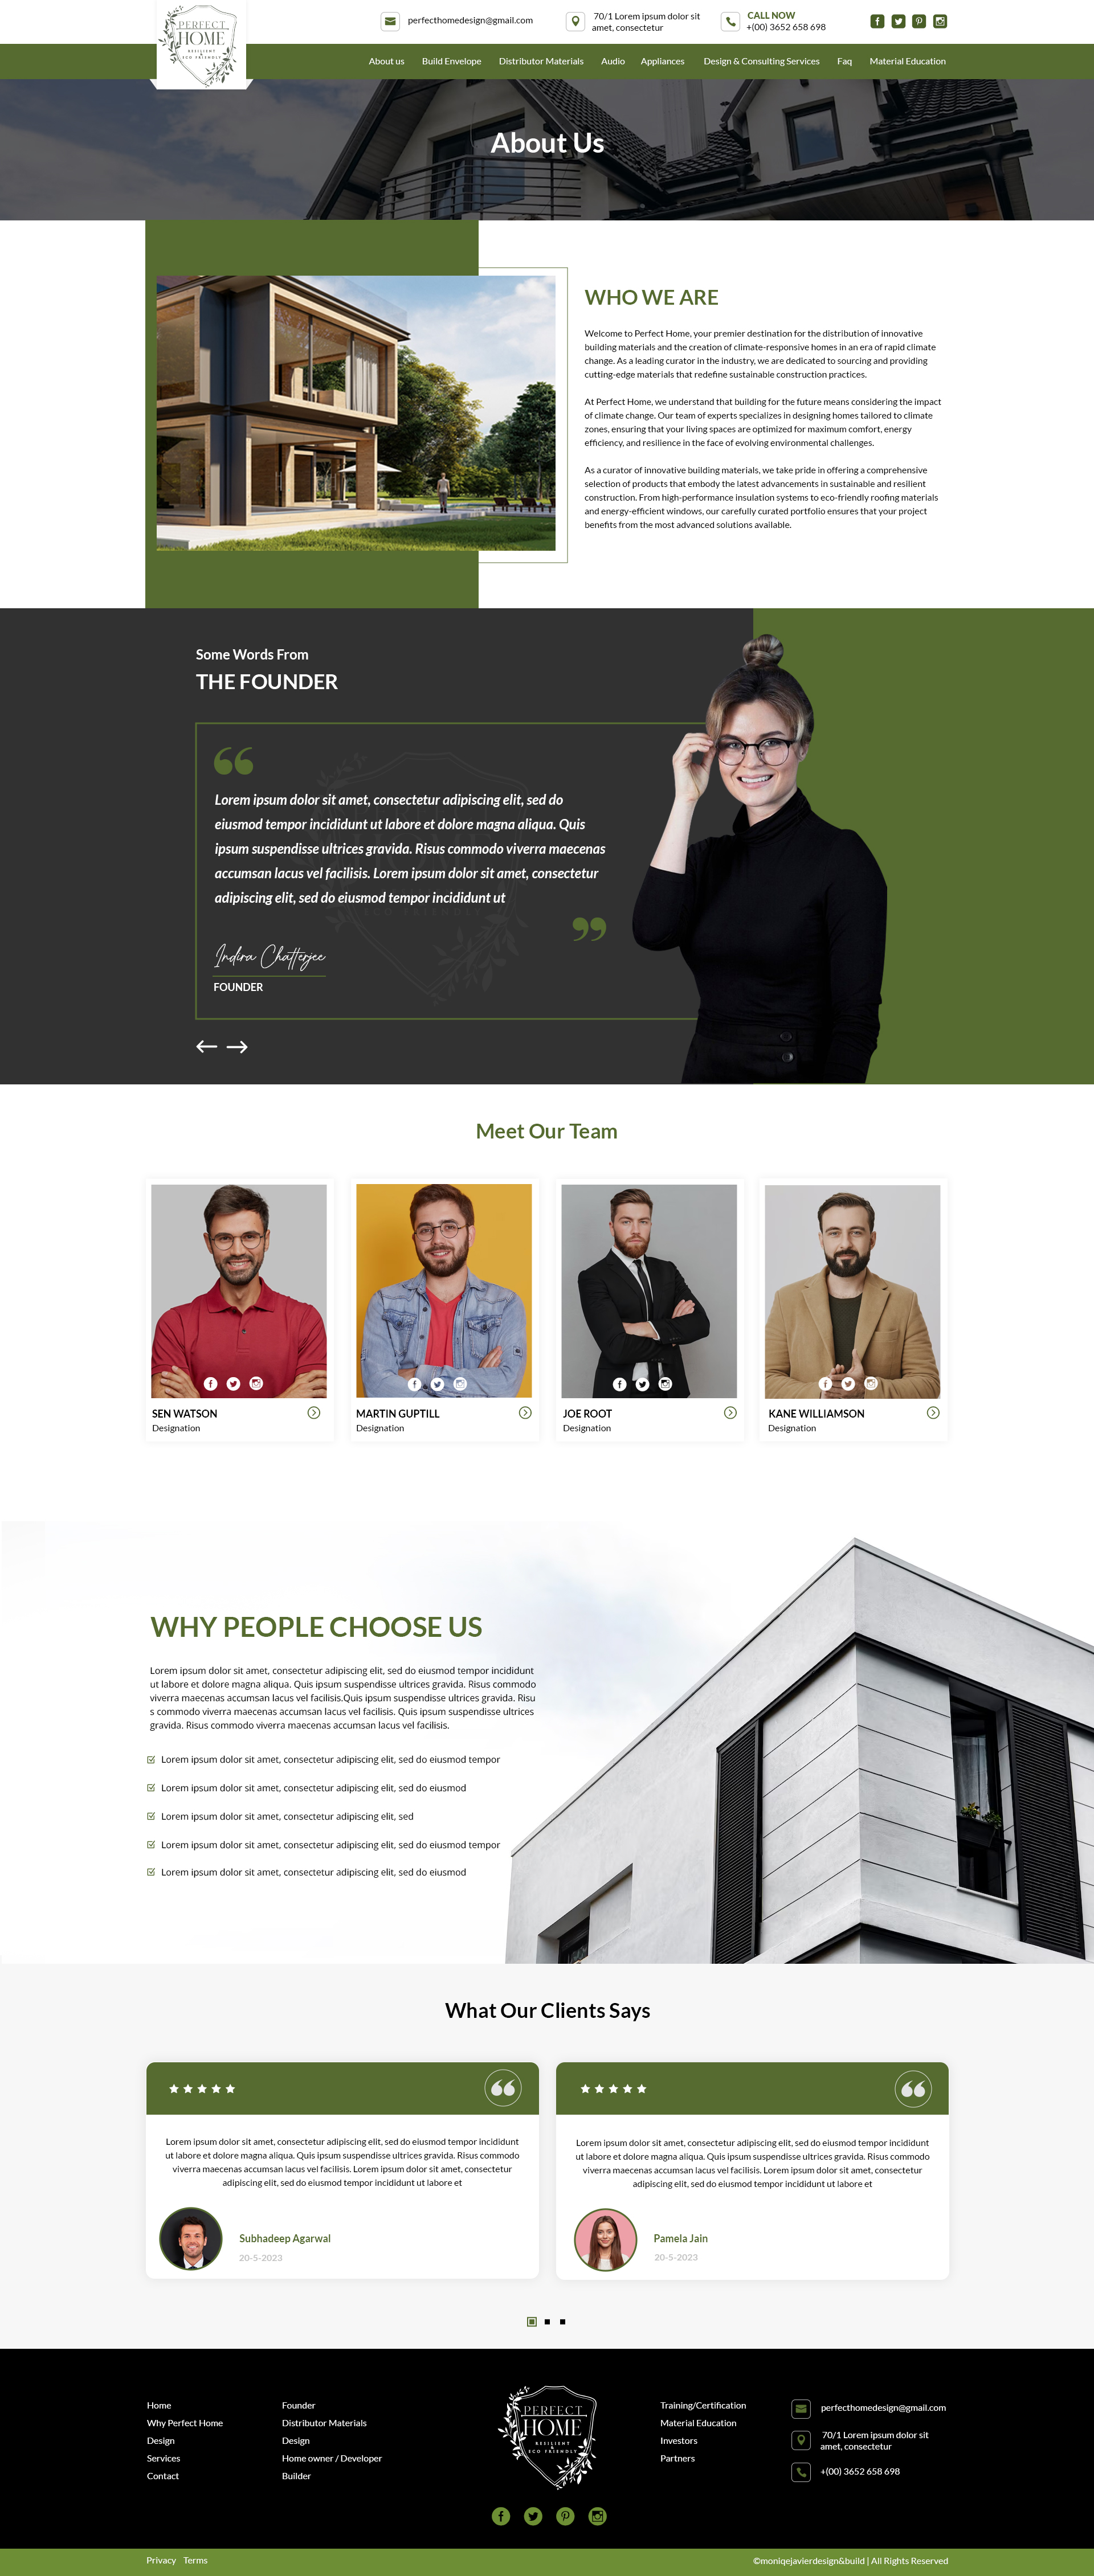 PERFECT
HOME
RESILIENT
&
ECO FRIENDLY
perfecthomedesign@gmail.com
70/1 Lorem ipsum dolor sit
amet, consectetur
CALL NOW
+(00) 3652 658 698
About us
Build Envelope
Distributor Materials
Audio
Appliances
Design & Consulting Services
Faq
Material Education
About Us
WHO WE ARE
Welcome to Perfect Home, your premier destination for the distribution of innovative
building materials and the creation of climate-responsive homes in an era of rapid climate
change. As a leading curator in the industry, we are dedicated to sourcing and providing
cutting-edge materials that redefine sustainable construction practices.
At Perfect Home, we understand that building for the future means considering the impact
of climate change. Our team of experts specializes in designing homes tailored to climate
zones, ensuring that your living spaces are optimized for maximum comfort, energy
efficiency, and resilience in the face of evolving environmental challenges.
As a curator of innovative building materials, we take pride in offering a comprehensive
selection of products that embody the latest advancements in sustainable and resilient
construction. From high-performance insulation systems to eco-friendly roofing materials
and energy-efficient windows, our carefully curated portfolio ensures that your project
benefits from the most advanced solutions available.
Some Words From
THE FOUNDER
Lorem ipsum dolor sit amet, consectetur adipiscing elit, sed do
eiusmod tempor incididunt ut labore et dolore magna aliqua. Quis
ipsum suspendisse ultrices gravida. Risus commodo viverra maecenas
accumsan lacus vel facilisis. Lorem ipsum dolor sit amet, consectetur
adipiscing elit, sed do eiusmod tempor incididunt ut
Indira Chatterjee
FOUNDER
Meet Our Team
SEN WATSON
Designation
MARTIN GUPTILL
Designation
JOE ROOT
Designation
KANE WILLIAMSON
Designation
WHY PEOPLE CHOOSE US
Lorem ipsum dolor sit amet, consectetur adipiscing elit, sed do eiusmod tempor incididunt
ut labore et dolore magna aliqua. Quis ipsum suspendisse ultrices gravida. Risus commodo
viverra maecenas accumsan lacus vel facilisis.Quis ipsum suspendisse ultrices gravida. Risu
s commodo viverra maecenas accumsan lacus vel facilisis. Quis ipsum suspendisse ultrices
gravida. Risus commodo viverra maecenas accumsan lacus vel facilisis.
Lorem ipsum dolor sit amet, consectetur adipiscing elit, sed do eiusmod tempor
Lorem ipsum dolor sit amet, consectetur adipiscing elit, sed do eiusmod
Lorem ipsum dolor sit amet, consectetur adipiscing elit, sed
Lorem ipsum dolor sit amet, consectetur adipiscing elit, sed do eiusmod tempor
Lorem ipsum dolor sit amet, consectetur adipiscing elit, sed do eiusmod
What Our Clients Says
Lorem ipsum dolor sit amet, consectetur adipiscing elit, sed do eiusmod tempor incididunt
ut labore et dolore magna aliqua. Quis ipsum suspendisse ultrices gravida. Risus commodo
viverra maecenas accumsan lacus vel facilisis. Lorem ipsum dolor sit amet, consectetur
adipiscing elit, sed do eiusmod tempor incididunt ut labore et
Subhadeep Agarwal
20-5-2023
Lorem ipsum dolor sit amet, consectetur adipiscing elit, sed do eiusmod tempor incididunt
ut labore et dolore magna aliqua. Quis ipsum suspendisse ultrices gravida. Risus commodo
viverra maecenas accumsan lacus vel facilisis. Lorem ipsum dolor sit amet, consectetur
adipiscing elit, sed do eiusmod tempor incididunt ut labore et
Pamela Jain
20-5-2023
Home
Why Perfect Home
Design
Services
Contact
Founder
Distributor Materials
Design
Home owner / Developer
Builder
PERFECT
HOME
RESILIENT
&
ECO FRIENDLY
Training/Certification
Material Education
Investors
Partners
perfecthomedesign@gmail.com
70/1 Lorem ipsum dolor sit
amet, consectetur
+(00) 3652 658 698
Privacy
Terms
©moniqejavierdesign&build | All Rights Reserved